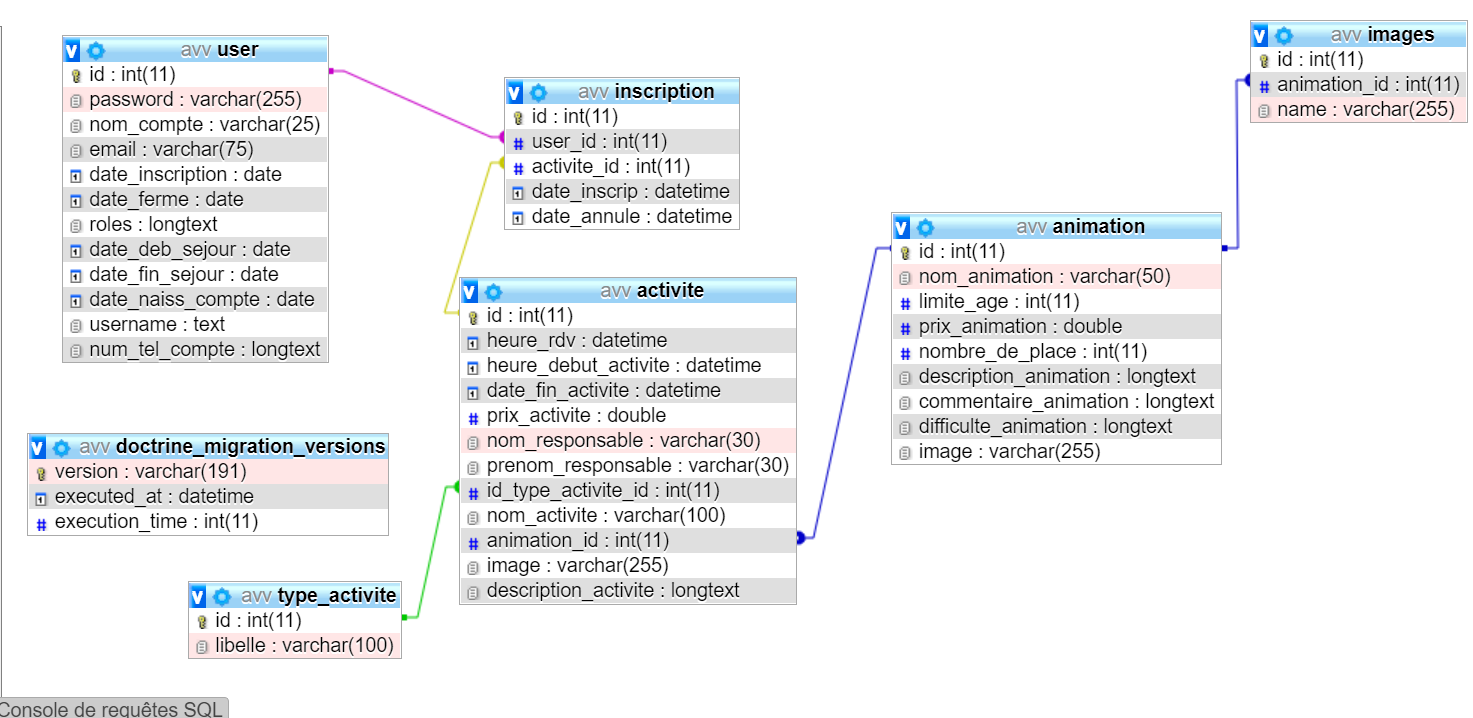 avv user
id : int(11)
password : varchar(255)
nom_compte : varchar(25)
email : varchar(75)
date_inscription : date
date_ferme : date
roles : longtext
date_deb_sejour : date
date_fin_sejour : date
date_naiss_compte : date
username : text
num_tel_compte : longtext
avv inscription
id : int(11)
user_id : int(11)
activite_id : int(11)
date_inscrip : datetime
date_annule : datetime
avv images
id : int(11)
animation_id : int(11)
name : varchar(255)
avv animation
id : int(11)
nom_animation : varchar(50)
limite_age : int(11)
prix_animation : double
nombre_de_place : int(11)
description_animation : longtext
commentaire_animation : longtext
difficulte_animation : longtext
image : varchar(255)
avv activite
id : int(11)
heure_rdv : datetime
heure_debut_activite : datetime
date_fin_activite : datetime
prix_activite : double
nom_responsable : varchar(30)
prenom_responsable : varchar(30)
id_type_activite_id : int(11)
nom_activite : varchar(100)
animation_id : int(11)
image : varchar(255)
description_activite : longtext
avv doctrine_migration_versions
version : varchar(191)
executed_at : datetime
execution_time : int(11)
avv type_activite
id : int(11)
libelle : varchar(100)
Console de requêtes SQL